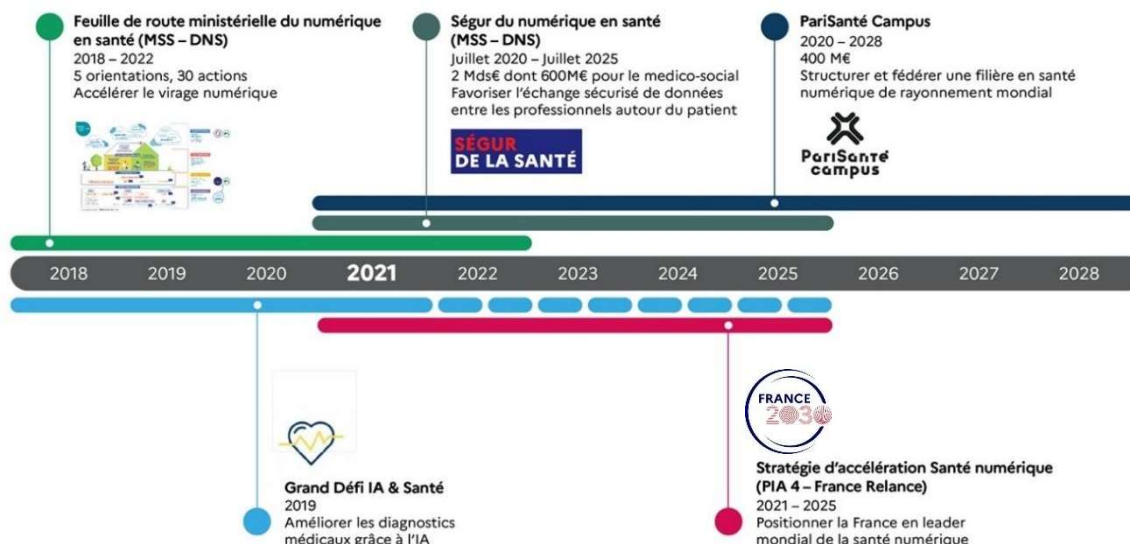 Feuille de route ministérielle du numérique
en santé (MSS – DNS)
2018 – 2022
5 orientations, 30 actions
Accélérer le virage numérique
Ségur du numérique en santé
(MSS – DNS)
Juillet 2020 – Juillet 2025
2 Mds€ dont 600M€ pour le medico-social
Favoriser l'échange sécurisé de données
entre les professionnels autour du patient
SÉGUR
DE LA SANTÉ
PariSanté Campus
2020 – 2028
400 M€
Structurer et fédérer une filière en santé
numérique de rayonnement mondial
PariSanté
campus
2018 2019 2020 2021 2022 2023 2024 2025 2026 2027 2028
Grand Défi IA & Santé
2019
Améliorer les diagnostics
médicaux grâce à l'IA
FRANCE
2030
Stratégie d'accélération Santé numérique
(PIA 4 – France Relance)
2021 – 2025
Positionner la France en leader
mondial de la santé numérique